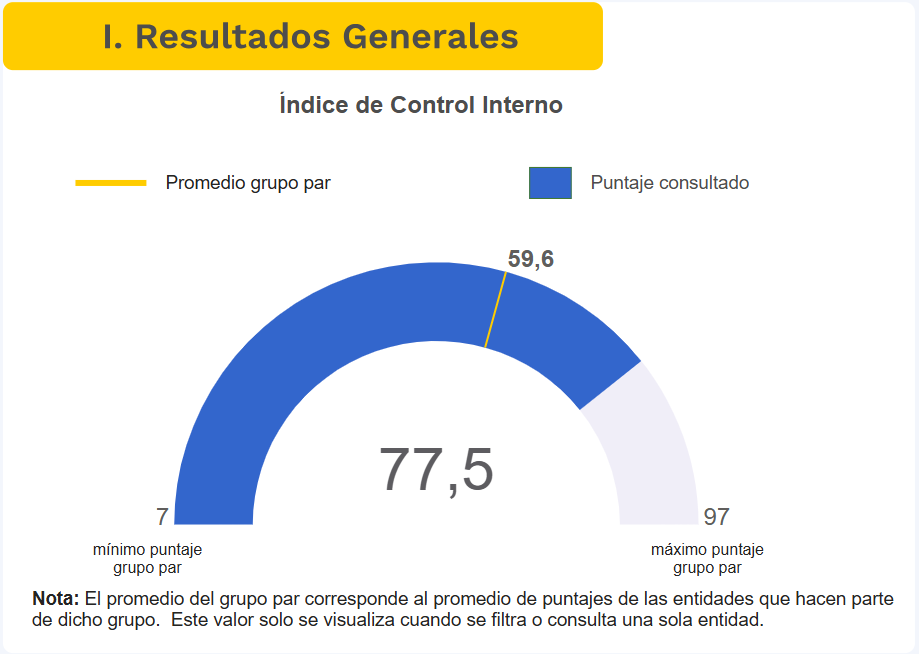 I. Resultados Generales
Índice de Control Interno
Promedio grupo par
Puntaje consultado
59,6
77,5
7
97
mínimo puntaje
grupo par
máximo puntaje
grupo par
Nota: El promedio del grupo par corresponde al promedio de puntajes de las entidades que hacen parte
de dicho grupo.  Este valor solo se visualiza cuando se filtra o consulta una sola entidad.